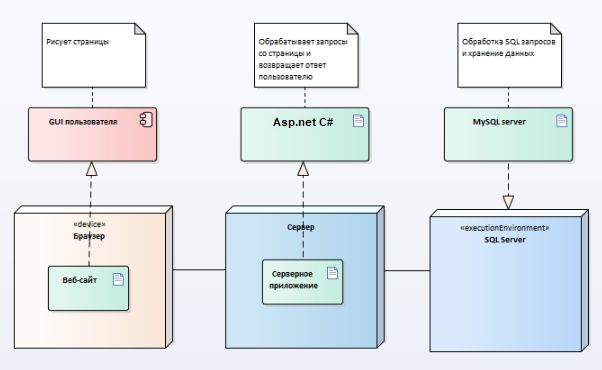 Рисует страницы
Обрабатывает запросы
со страницы и
возвращает ответ
пользователю
Обработка SQL запросов
и хранение данных
GUI пользователя
Asp.net C#
MySQL server
«device»
Браузер
Сервер
«executionEnvironment»
SQL Server
Веб-сайт
Серверное
приложение